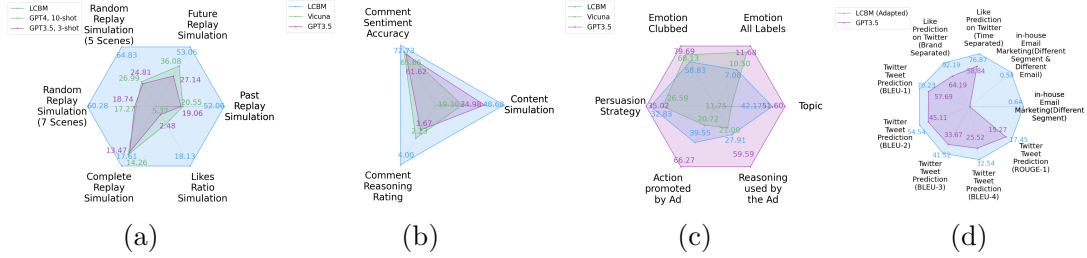 LCBM
GPT4, 10-shot
GPT3.5, 3-shot
Random
Replay
Simulation
(5 Scenes)
Future
Replay
Simulation
64.83
53.06
36.08
24.81
26.99
27.14
Random
Replay
Simulation
(7 Scenes)
60.28
18.74
17.27
5.37
20.55
19.06
52.06
Past
Replay
Simulation
2.48
13.47
17.61
14.26
18.13
Complete
Replay
Simulation
Likes
Ratio
Simulation
(a)
LCBM
Vicuna
GPT3.5
Comment
Sentiment
Accuracy
72.73
61.62
19.30
34.98
48.68
Content
Simulation
1.67
4.00
Comment
Reasoning
Rating
(b)
LCBM
Vicuna
GPT3.5
Emotion
Clubbed
Emotion
All Labels
79.69
68.13
58.83
11.68
10.50
7.08
Persuasion
Strategy
35.02
32.83
26.59
11.75
42.17
51.60
Topic
20.72
21.00
39.55
27.91
66.27
59.59
Action
promoted
by Ad
Reasoning
used by
the Ad
(c)
LCBM (Adapted)
GPT3.5
Like
Prediction
on Twitter
(Brand
Separated)
Like
Prediction
on Twitter
(Time
Separated)
in-house
Email
Marketing(Different
Segment &
Different
Email)
in-house
Email
Marketing(Different
Segment)
92.19
76.87
0.54
0.64
64.19
58.84
Twitter
Tweet
Prediction
(BLEU-1)
70.23
57.69
Twitter
Tweet
Prediction
(BLEU-2)
54.54
45.11
33.67
25.52
15.27
17.45
41.52
32.54
Twitter
Tweet
Prediction
(BLEU-3)
Twitter
Tweet
Prediction
(BLEU-4)
Twitter
Tweet
Prediction
(ROUGE-1)
(d)